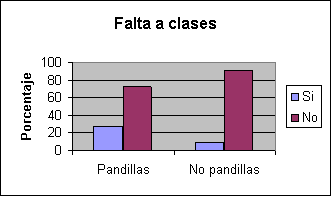 Falta a clases
Porcentaje
100
80
60
40
20
0
Pandillas
No pandillas
Si
No